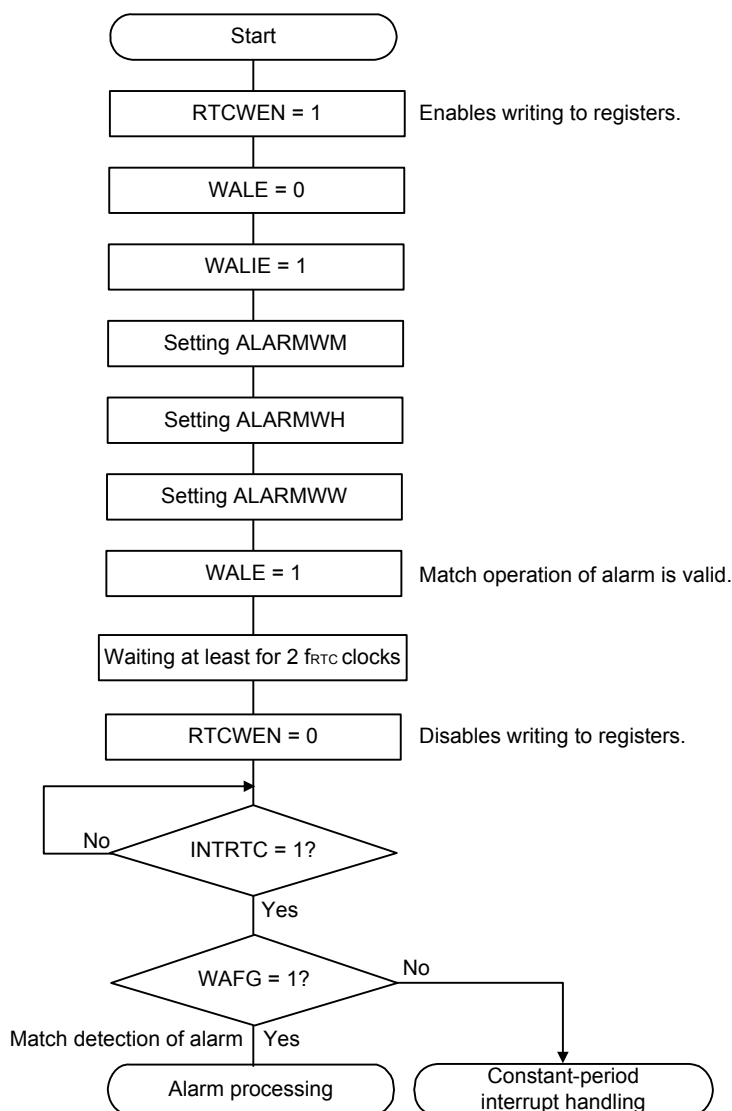 Start
RTCWEN = 1
Enables writing to registers.
WALE = 0
WALIE = 1
Setting ALARMWM
Setting ALARMWH
Setting ALARMWW
WALE = 1
Match operation of alarm is valid.
Waiting at least for 2 fRTC clocks
RTCWEN = 0
Disables writing to registers.
No
INTRTC = 1?
Yes
WAFG = 1?
No
Match detection of alarm
Yes
Alarm processing
Constant-period
interrupt handling